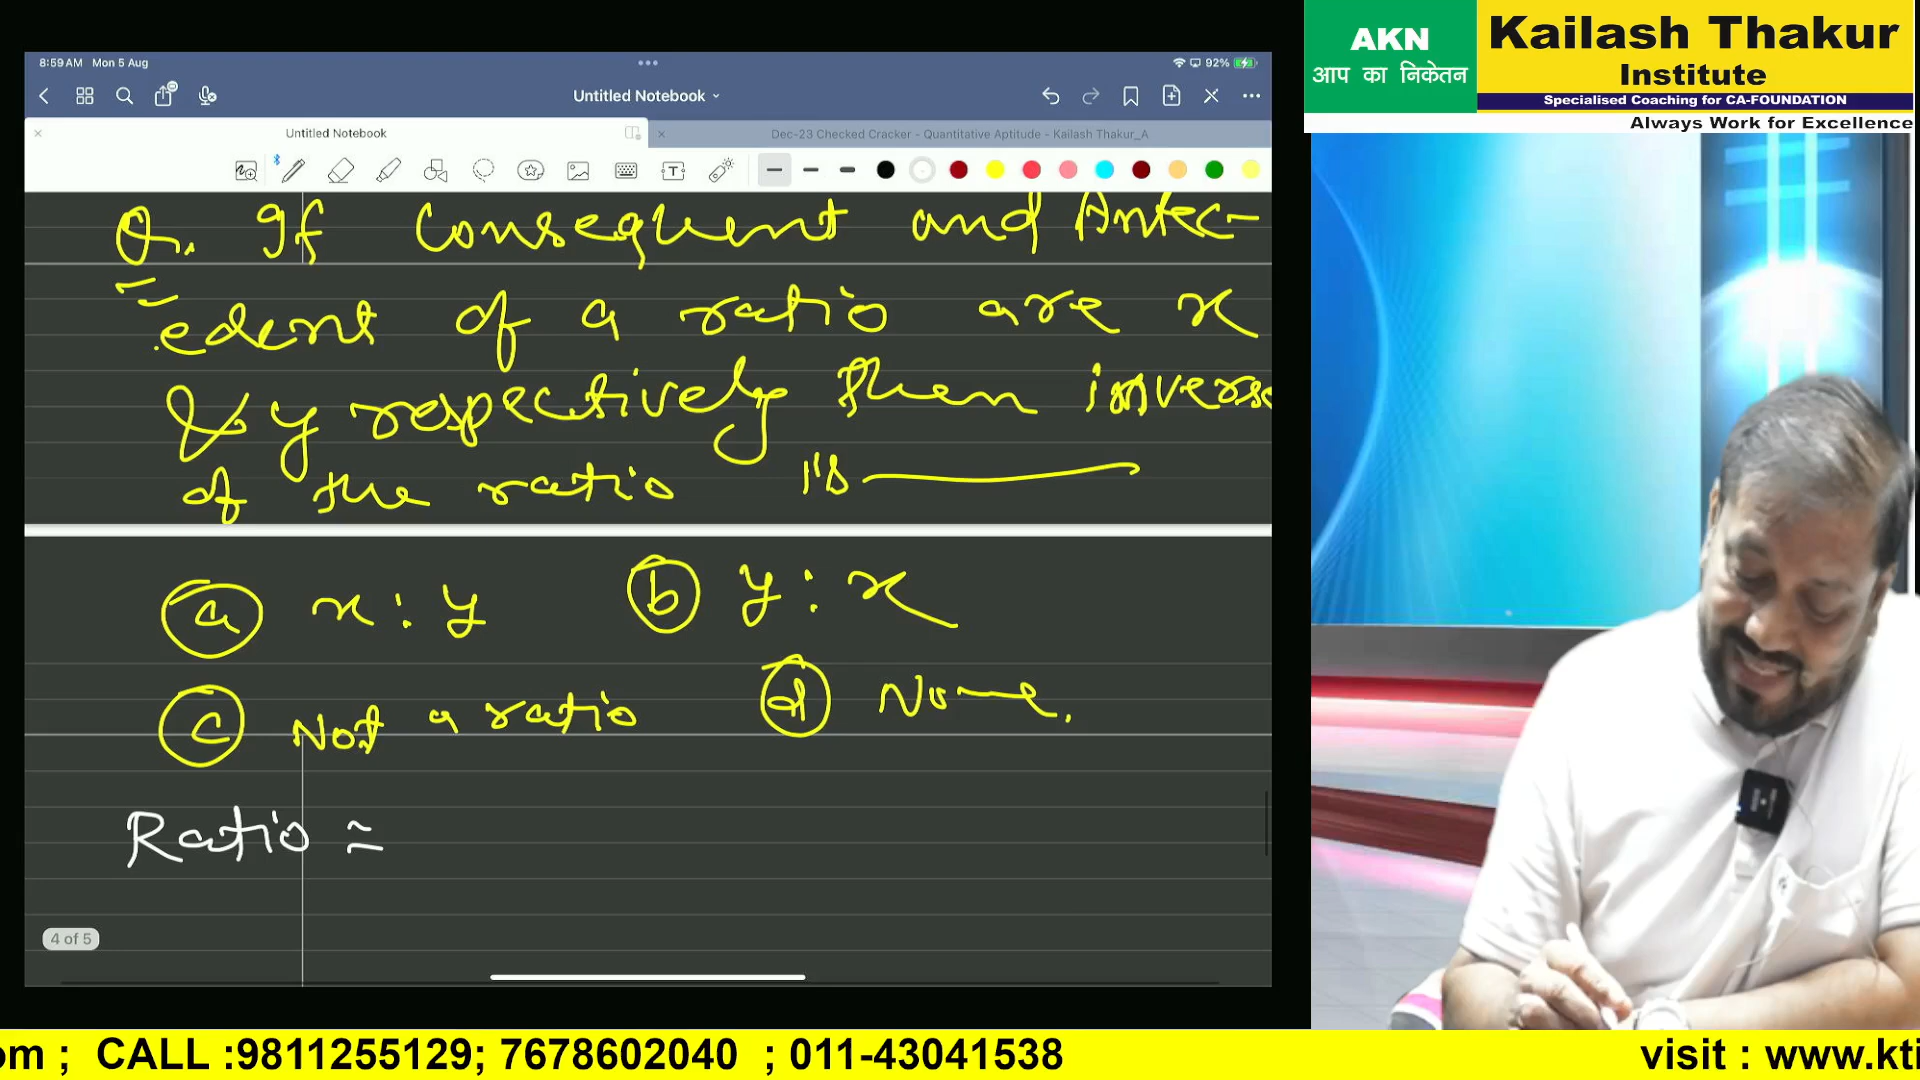 AKN
आप का निकेतन
Kailash Thakur
Institute
Specialised Coaching for CA-FOUNDATION
Always Work for Excellence
8:59AM Mon 5 Aug
92%
Untitled Notebook
Untitled Notebook
Dec-23 Checked Cracker - Quantitative Aptitude - Kailash Thakur_A
Q. If Consequent and Antec-
edent of a ratio are x
& y respectively then inverse
of the ratio is
a x : y b y : x
c Not a ratio d None.
Ratio =
4 of 5
om ; CALL :9811255129; 7678602040 ; 011-43041538 visit : www.kti